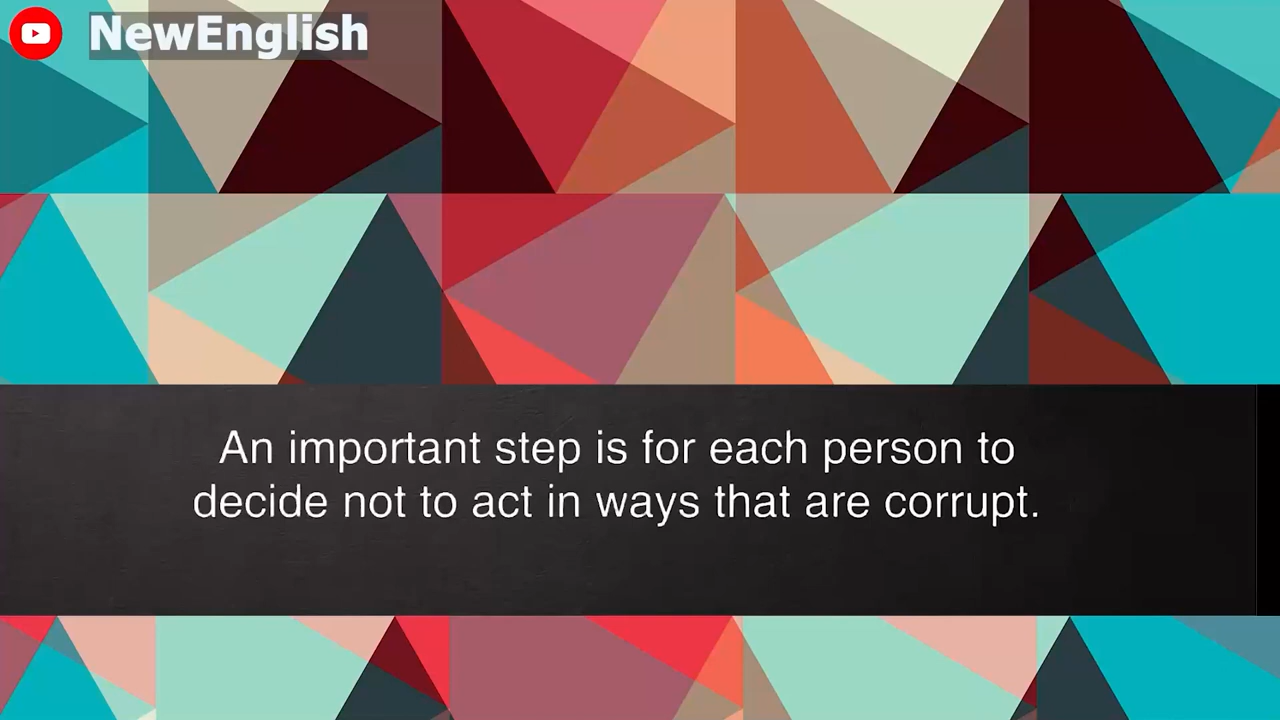 NewEnglish
An important step is for each person to
decide not to act in ways that are corrupt.